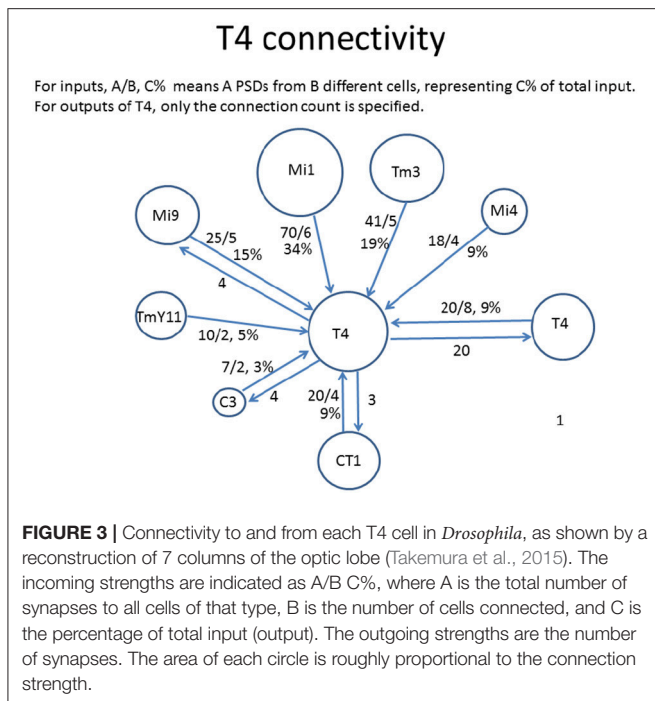 T4 connectivity
For inputs, A/B, C% means A PSDs from B different cells, representing C% of total input.
For outputs of T4, only the connection count is specified.
Mi1
Tm3
Mi9
Mi4
25/5
15%
70/6
34%
41/5
19%
18/4
9%
4
TmY11
10/2, 5%
T4
20/8, 9%
T4
20
7/2, 3%
C3
4
20/4
9%
3
1
CT1
FIGURE 3 | Connectivity to and from each T4 cell in Drosophila, as shown by a
reconstruction of 7 columns of the optic lobe (Takemura et al., 2015). The
incoming strengths are indicated as A/B C%, where A is the total number of
synapses to all cells of that type, B is the number of cells connected, and C is
the percentage of total input (output). The outgoing strengths are the number
of synapses. The area of each circle is roughly proportional to the connection
strength.